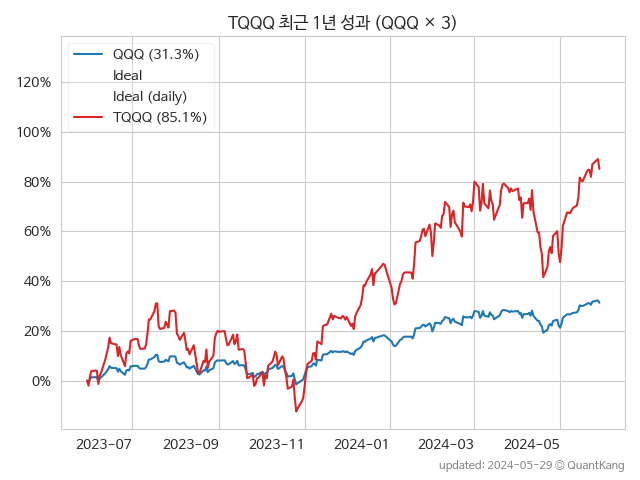 TQQQ 최근 1년 성과 (QQQ × 3)
QQQ (31.3%)
Ideal
Ideal (daily)
TQQQ (85.1%)
120%
100%
80%
60%
40%
20%
0%
2023-07 2023-09 2023-11 2024-01 2024-03 2024-05
updated: 2024-05-29 © QuantKang